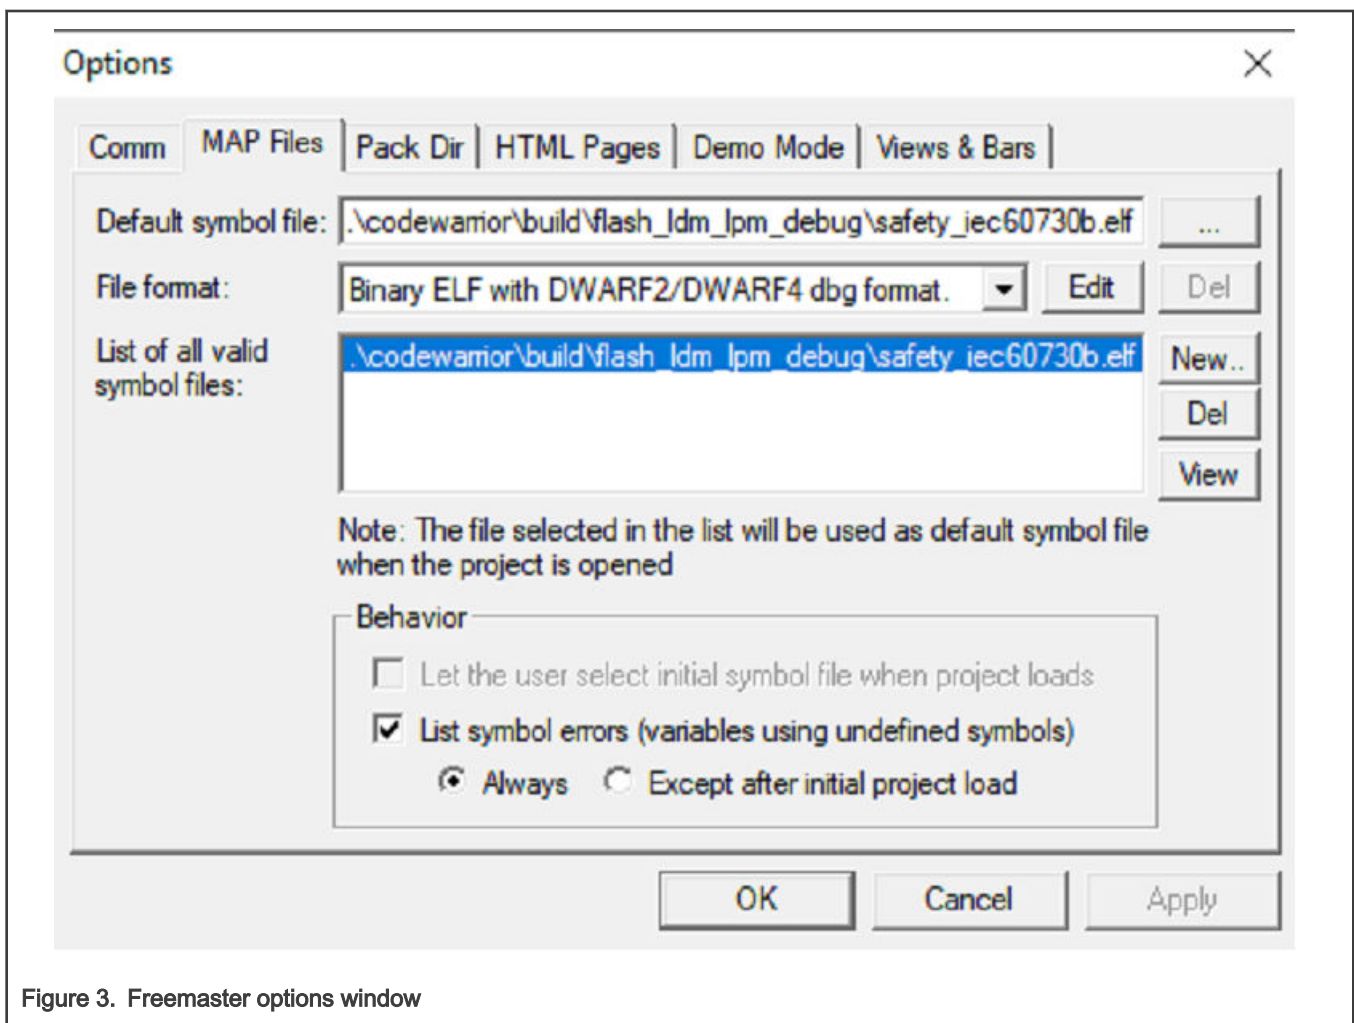 Options
Comm MAP Files Pack Dir HTML Pages Demo Mode Views & Bars
Default symbol file: .\codewarrior\build\flash_ldm_lpm_debug\safety_iec60730b.elf ...
File format: Binary ELF with DWARF2/DWARF4 dbg format. Edit Del
List of all valid .\codewarrior\build\flash_ldm_lpm_debug\safety_iec60730b.elf New..
symbol files:
Del
View
Note: The file selected in the list will be used as default symbol file
when the project is opened
Behavior
Let the user select initial symbol file when project loads
List symbol errors (variables using undefined symbols)
Always Except after initial project load
OK Cancel Apply
Figure 3. Freemaster options window